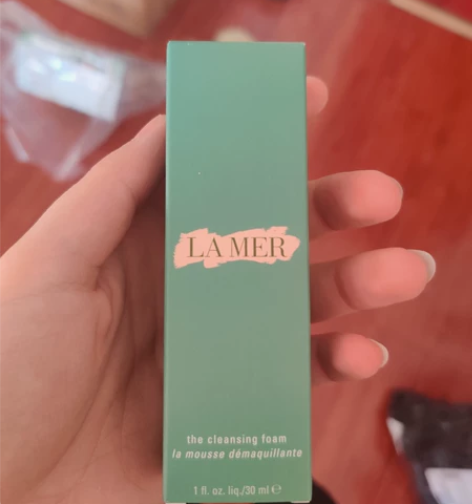 LA MER
the cleansing foam
la mousse démaquillante
1 fl. oz. liq./30 ml ℮